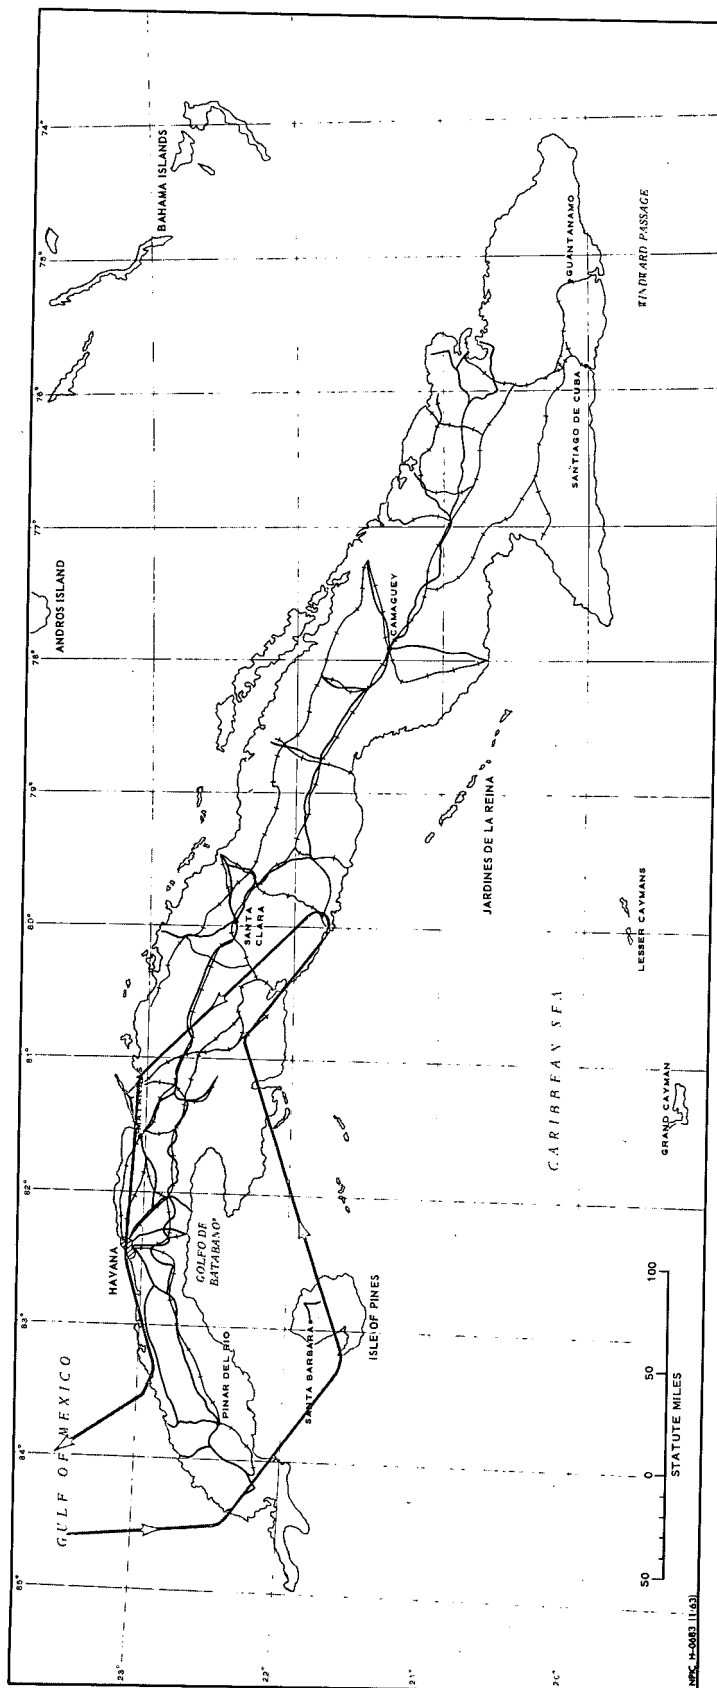 85°
84°
83°
82°
81°
80°
79°
78°
77°
76°
75°
74°
23°
22°
21°
20°
GULF OF MEXICO
ANDROS ISLAND
BAHAMA ISLANDS
HAVANA
MATANZAS
GOLFO DE
BATABANO'
PINAR DEL RIO
SANTA BARBARA
ISLE OF PINES
SANTA
CLARA
CAMAGUEY
JARDINES DE LA REINA
SANTIAGO DE CUBA
GUANTANAMO
WINDWARD PASSAGE
CARIBBEAN SEA
LESSER CAYMANS
GRAND CAYMAN
50 0 50 100
STATUTE MILES
NPIC H-0683 (1/63)